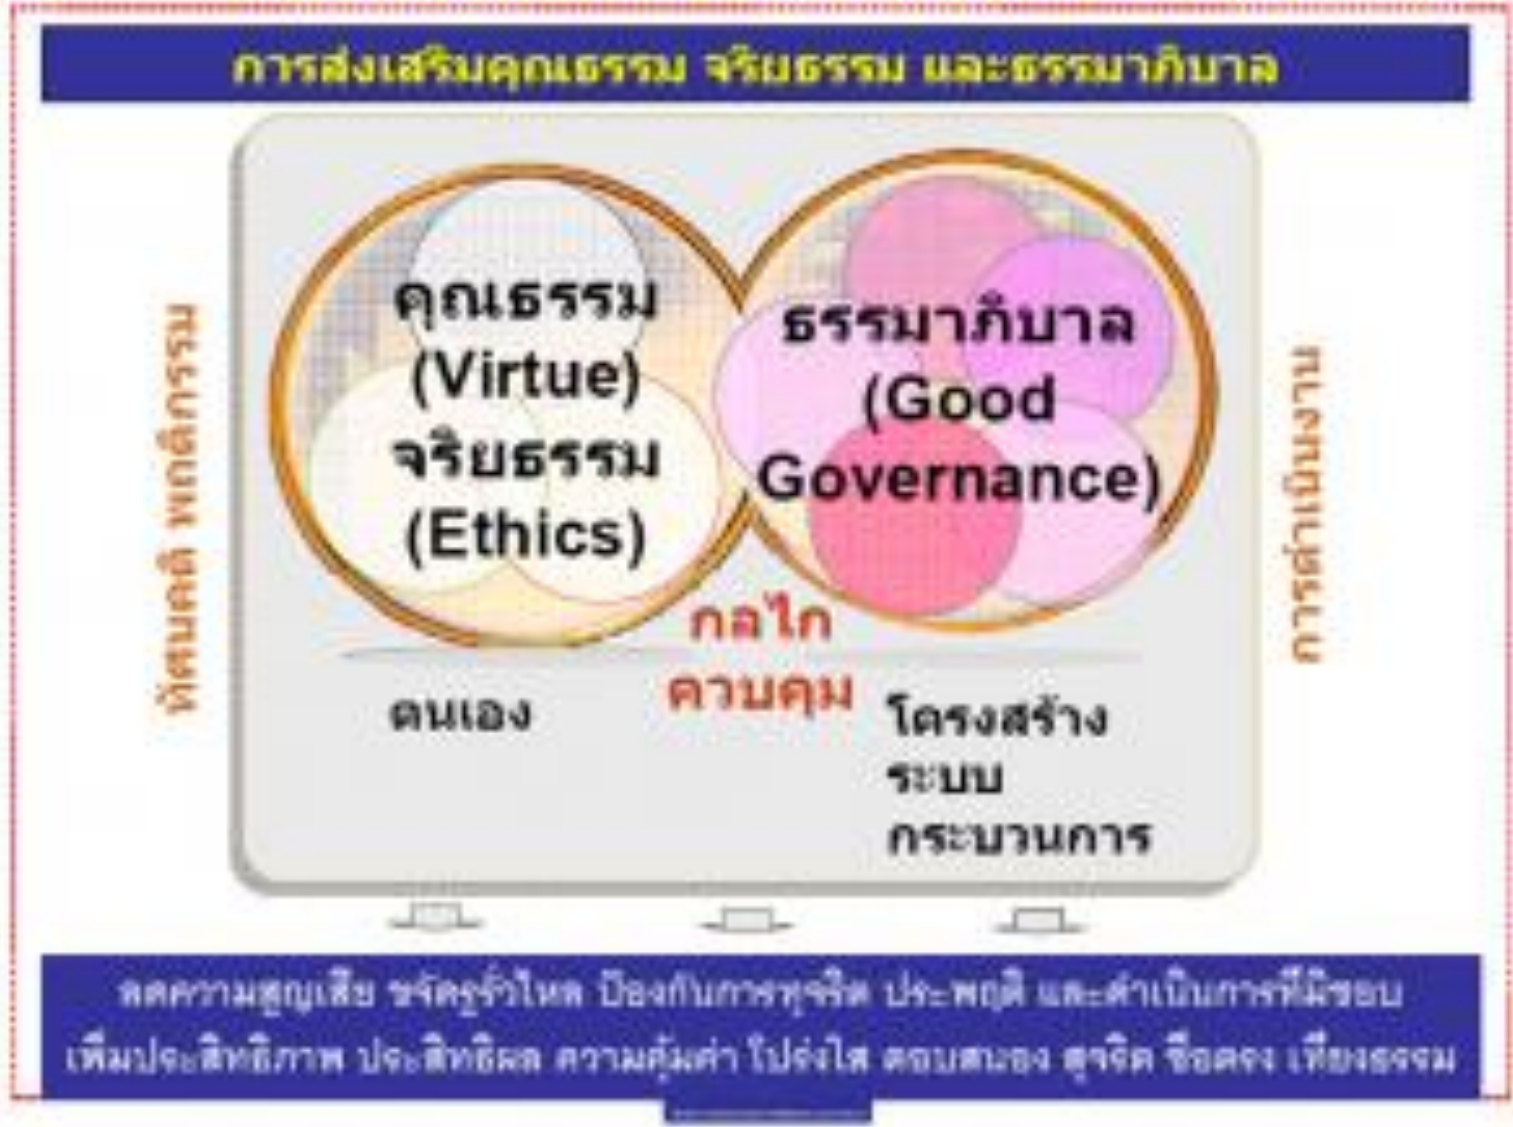 การส่งเสริมคุณธรรม จริยธรรม และธรรมาภิบาล
ทัศนคติ พฤติกรรม
คุณธรรม
(Virtue)
จริยธรรม
(Ethics)
ธรรมาภิบาล
(Good
Governance)
การดำเนินงาน
กลไก
ควบคุม
ตนเอง
โครงสร้าง
ระบบ
กระบวนการ
ลดความสูญเสีย ขจัดรูรั่วไหล ป้องกันการทุจริต ประพฤติ และดำเนินการที่มิชอบ
เพิ่มประสิทธิภาพ ประสิทธิผล ความคุ้มค่า โปร่งใส ตอบสนอง สุจริต ซื่อตรง เที่ยงธรรม